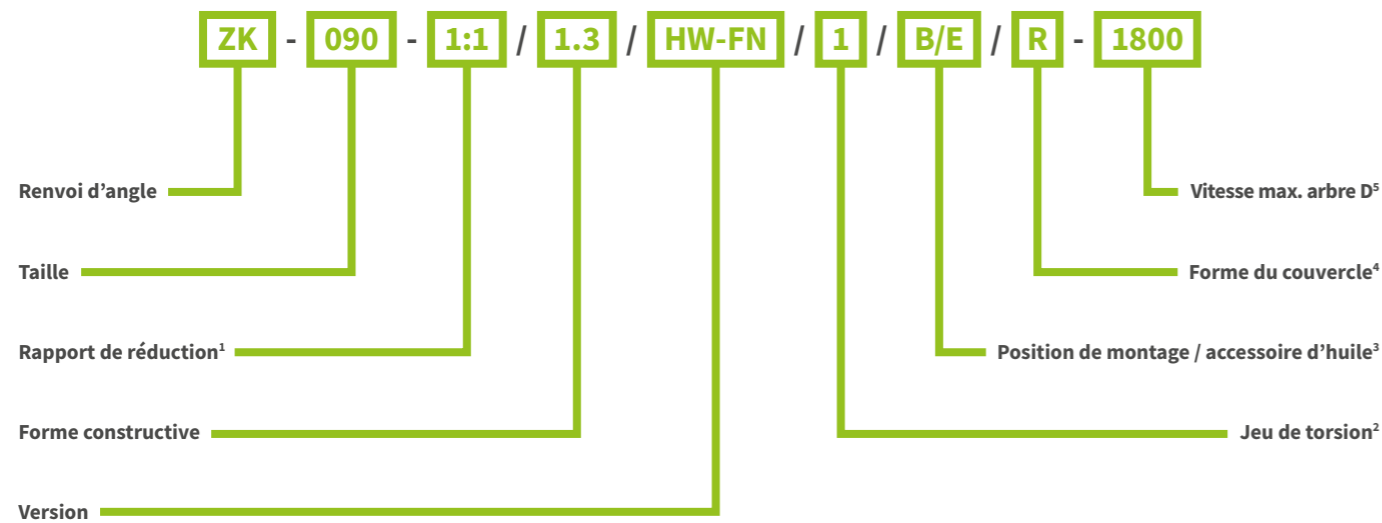 ZK - 090 - 1:1 / 1.3 / HW-FN / 1 / B/E / R - 1800
Renvoi d’angle
Vitesse max. arbre D⁵
Taille
Forme du couvercle⁴
Rapport de réduction¹
Position de montage / accessoire d’huile³
Forme constructive
Jeu de torsion²
Version